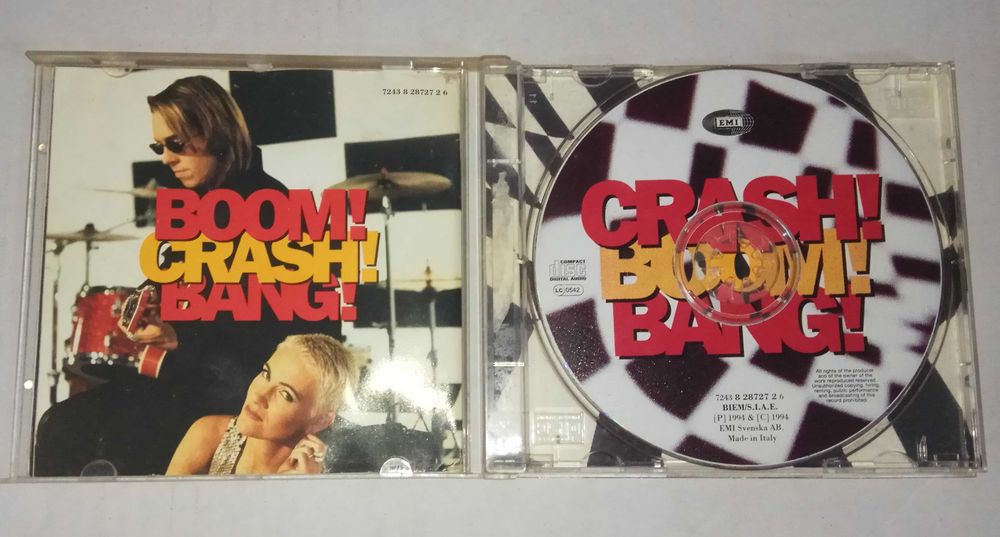 7243 8 28727 2 6
BOOM!
CRASH!
BANG!
EMI
CRASH!
BOOM!
BANG!
COMPACT
disc
DIGITAL AUDIO
LC 0542
All rights of the producer
and of the owner of the
work reproduced reserved.
Unauthorized copying, hiring
renting, public performance
and broadcasting of this
record prohibited.
7243 8 28727 2 6
BIEM/S.I.A.E.
[P] 1994 & [C] 1994
EMI Svenska AB.
Made in Italy